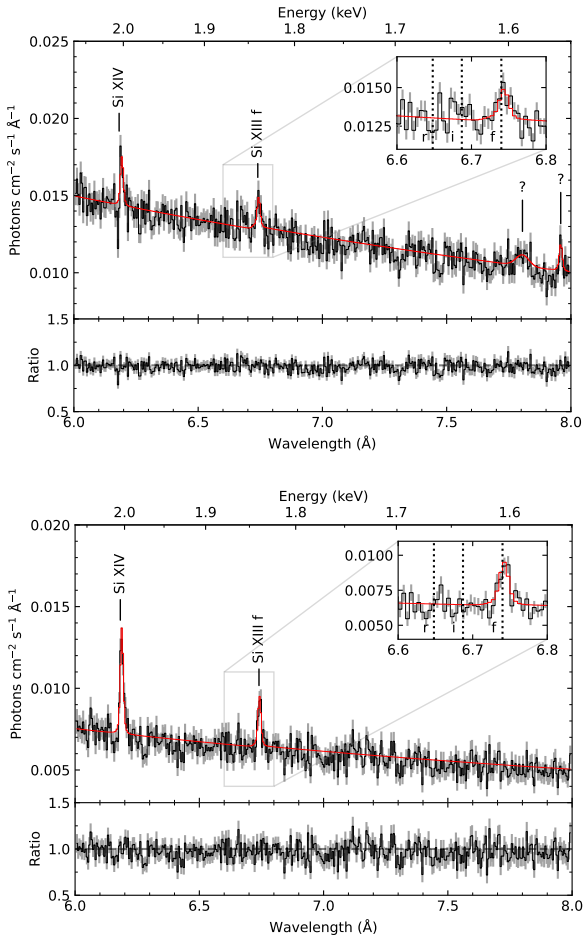 Energy (keV)
2.0 1.9 1.8 1.7 1.6
0.025
0.020
0.015
0.010
Photons cm⁻² s⁻¹ Å⁻¹
Si XIV
Si XIII f
? ?
0.0150
0.0125
r i f
6.6 6.7 6.8
1.5
1.0
0.5
Ratio
6.0 6.5 7.0 7.5 8.0
Wavelength (Å)
Energy (keV)
2.0 1.9 1.8 1.7 1.6
0.020
0.015
0.010
0.005
Photons cm⁻² s⁻¹ Å⁻¹
Si XIV
Si XIII f
0.0100
0.0075
0.0050
r i f
6.6 6.7 6.8
1.5
1.0
0.5
Ratio
6.0 6.5 7.0 7.5 8.0
Wavelength (Å)